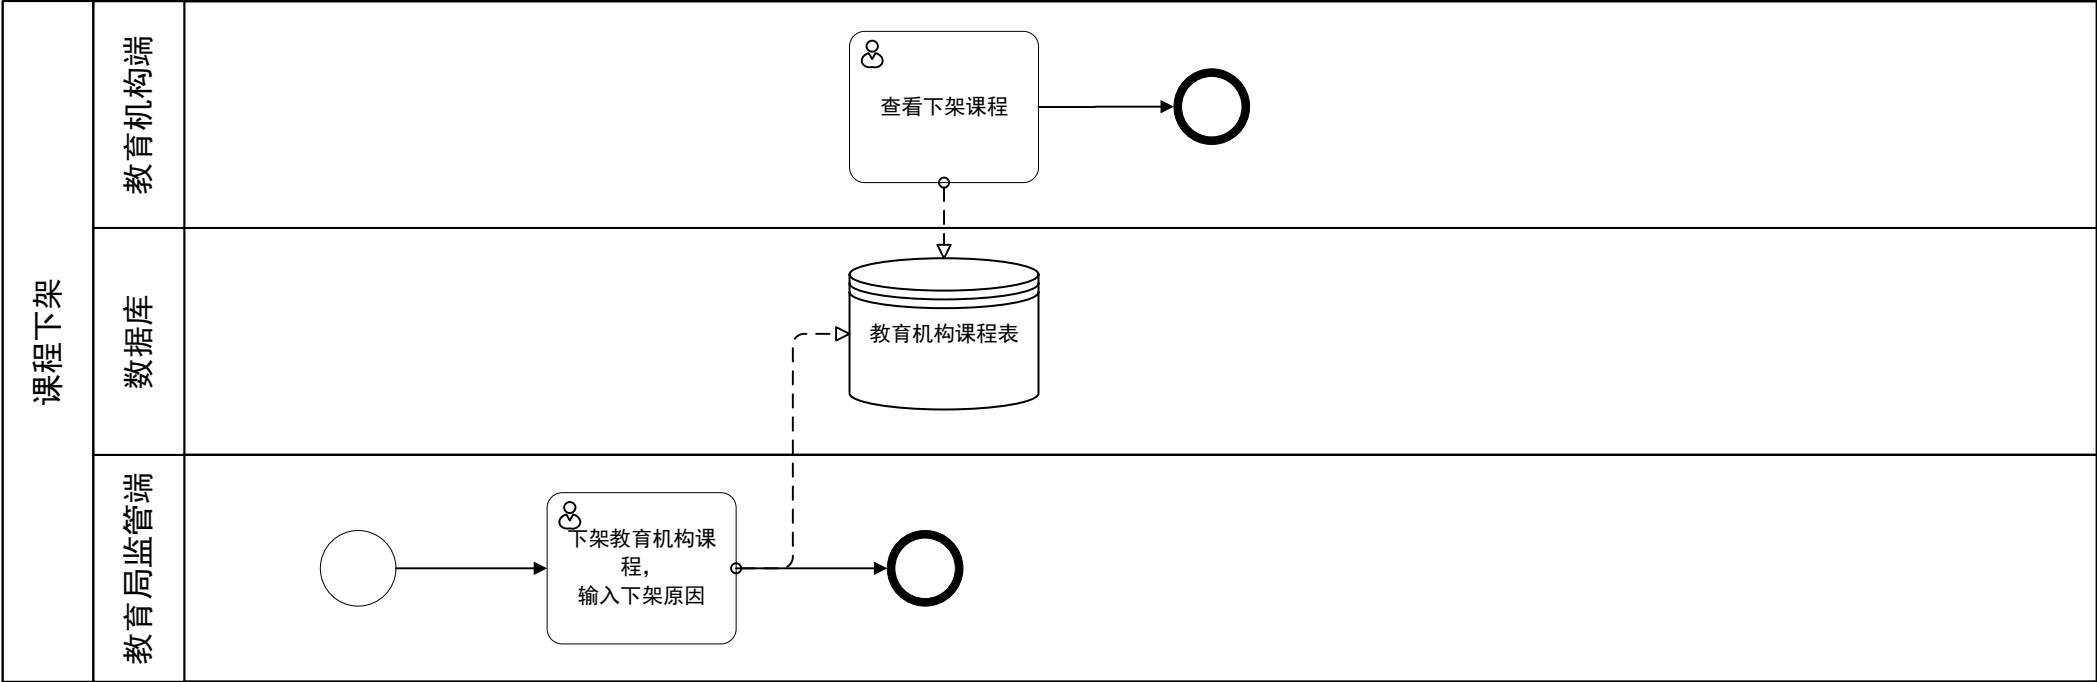 课程下架
教育机构端
查看下架课程
数据库
教育机构课程表
教育局监管端
下架教育机构课
程，
输入下架原因